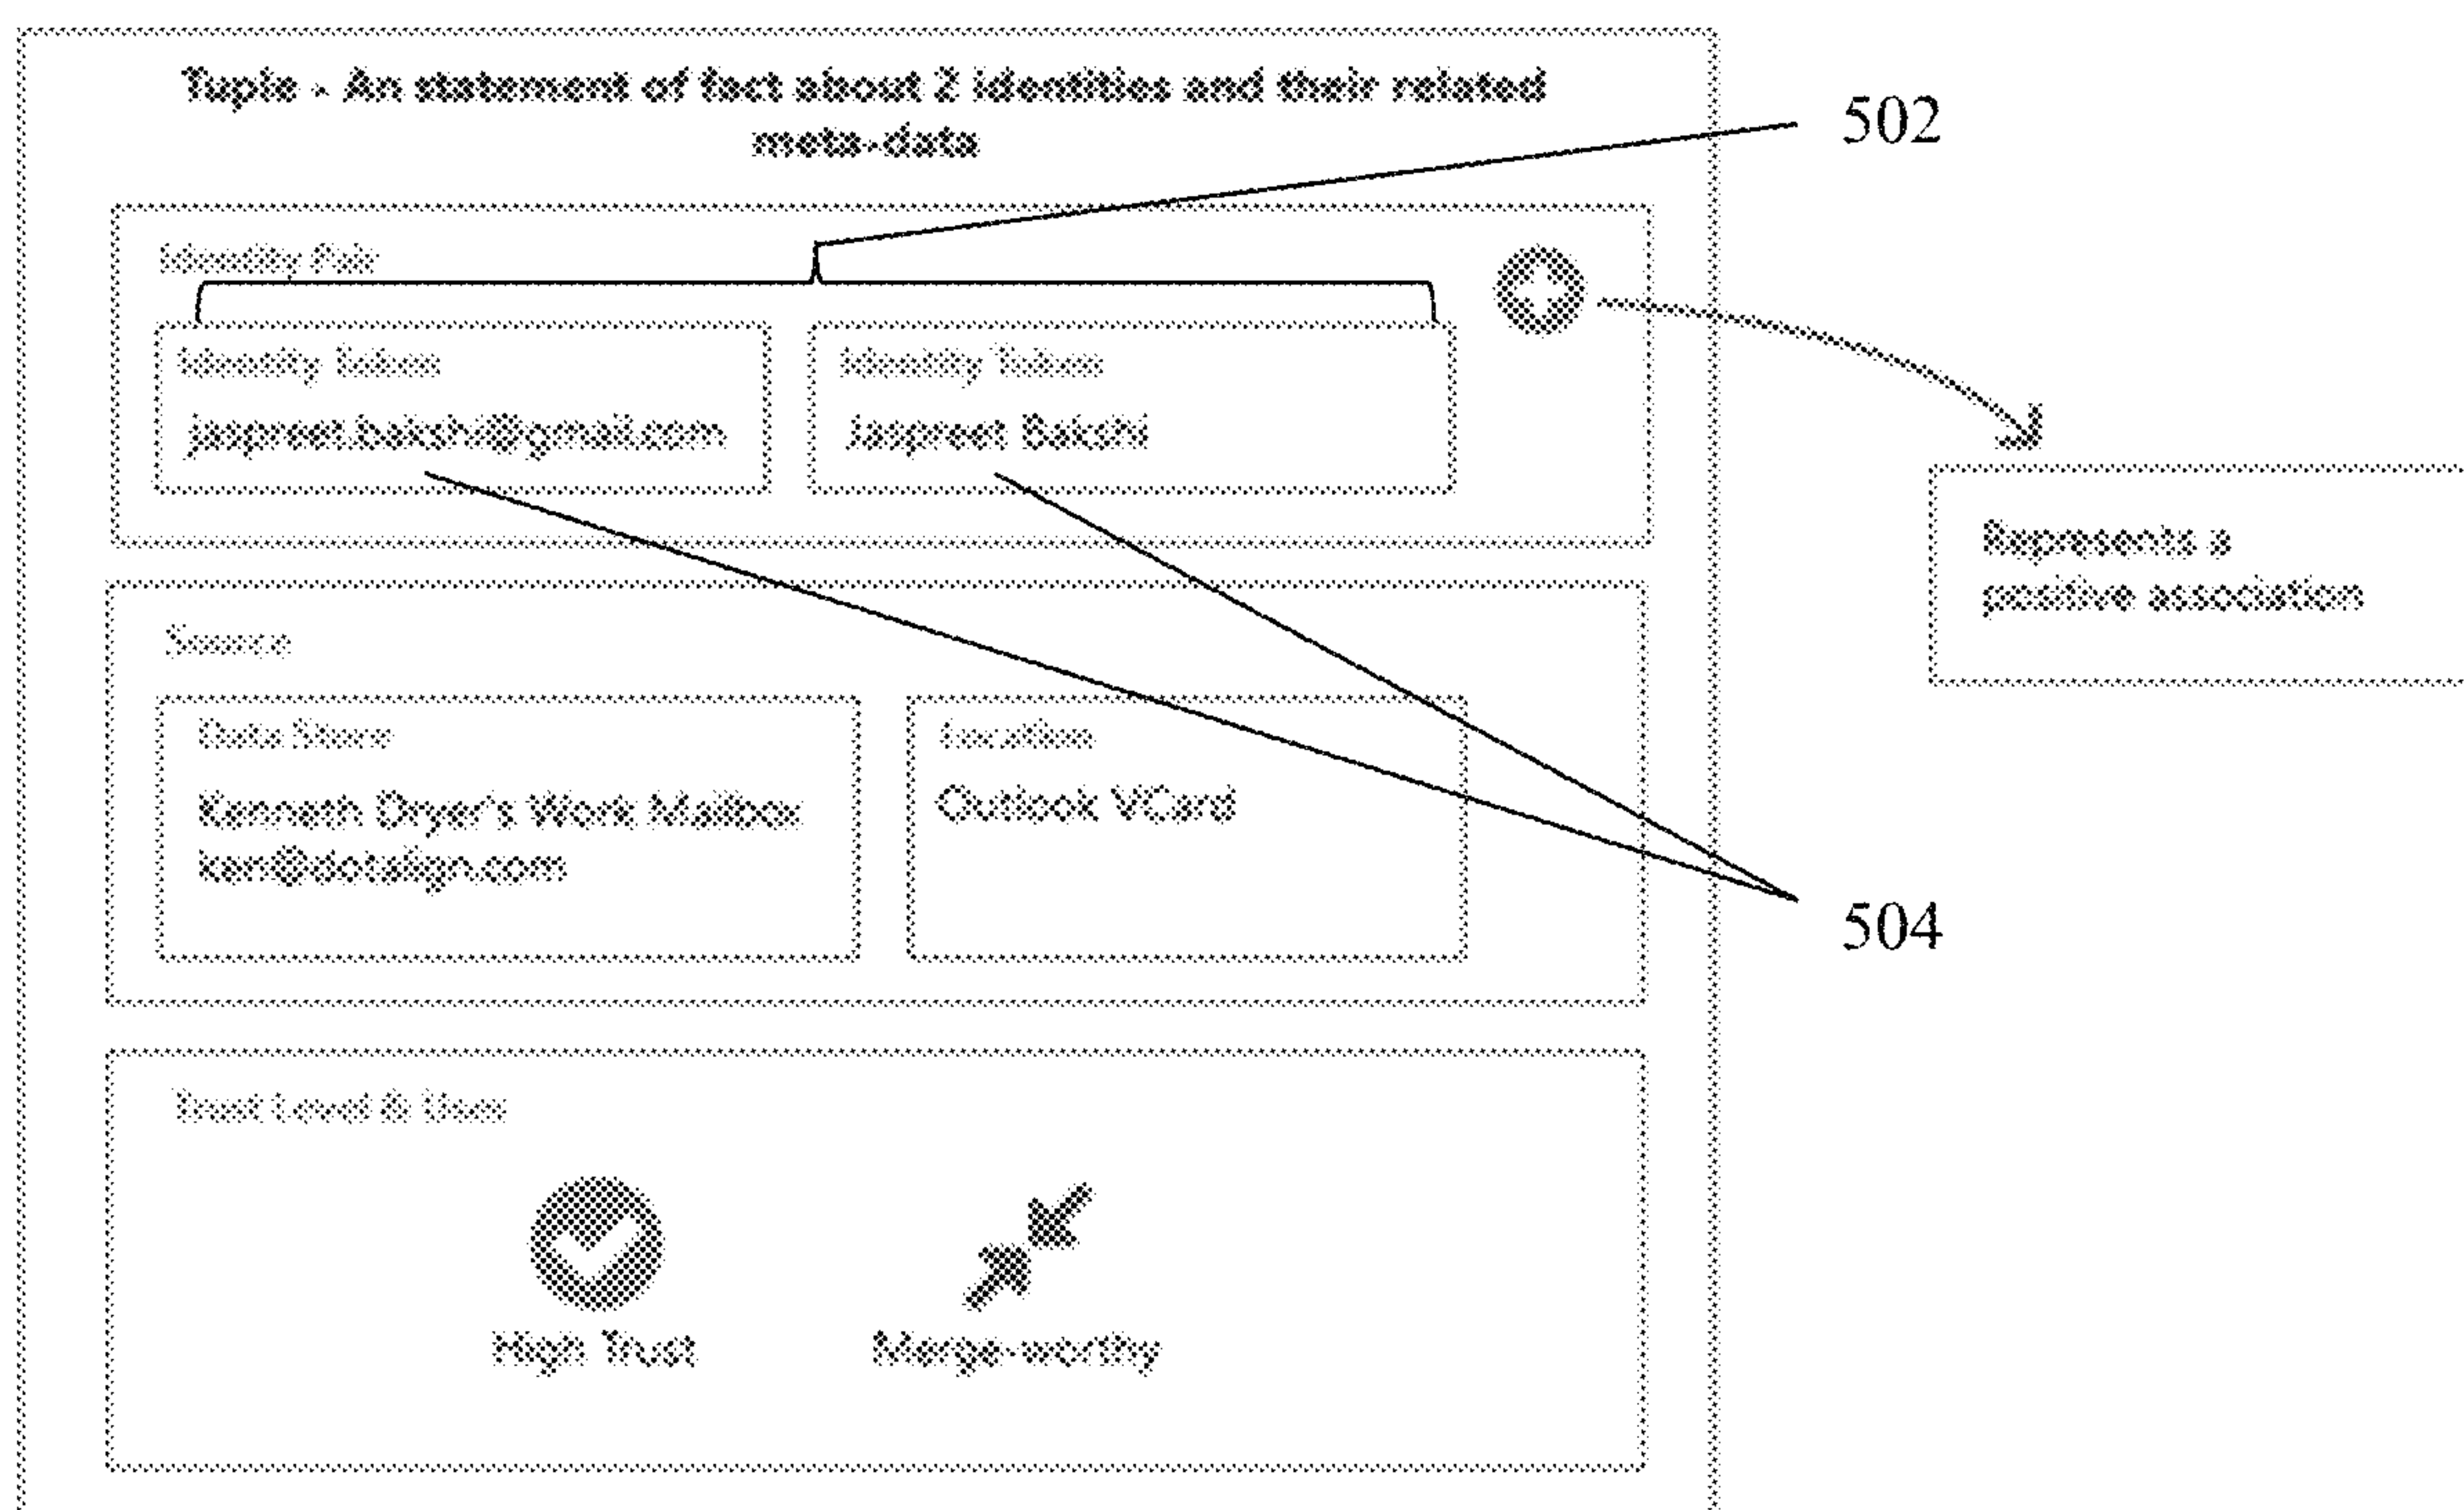 Tuple - An statement of fact about 2 identities and their related
meta-data
502
Identity Pair
Identity Token
Identity Token
jaspreet.bakshi@gmail.com
Jaspreet Bakshi
Represents a
positive association
Source
Data Store
Location
Kenneth Dryer's Work Mailbox
Outlook VCard
ken@dotalign.com
504
Trust Level & Uses
High Trust
Merge-worthy